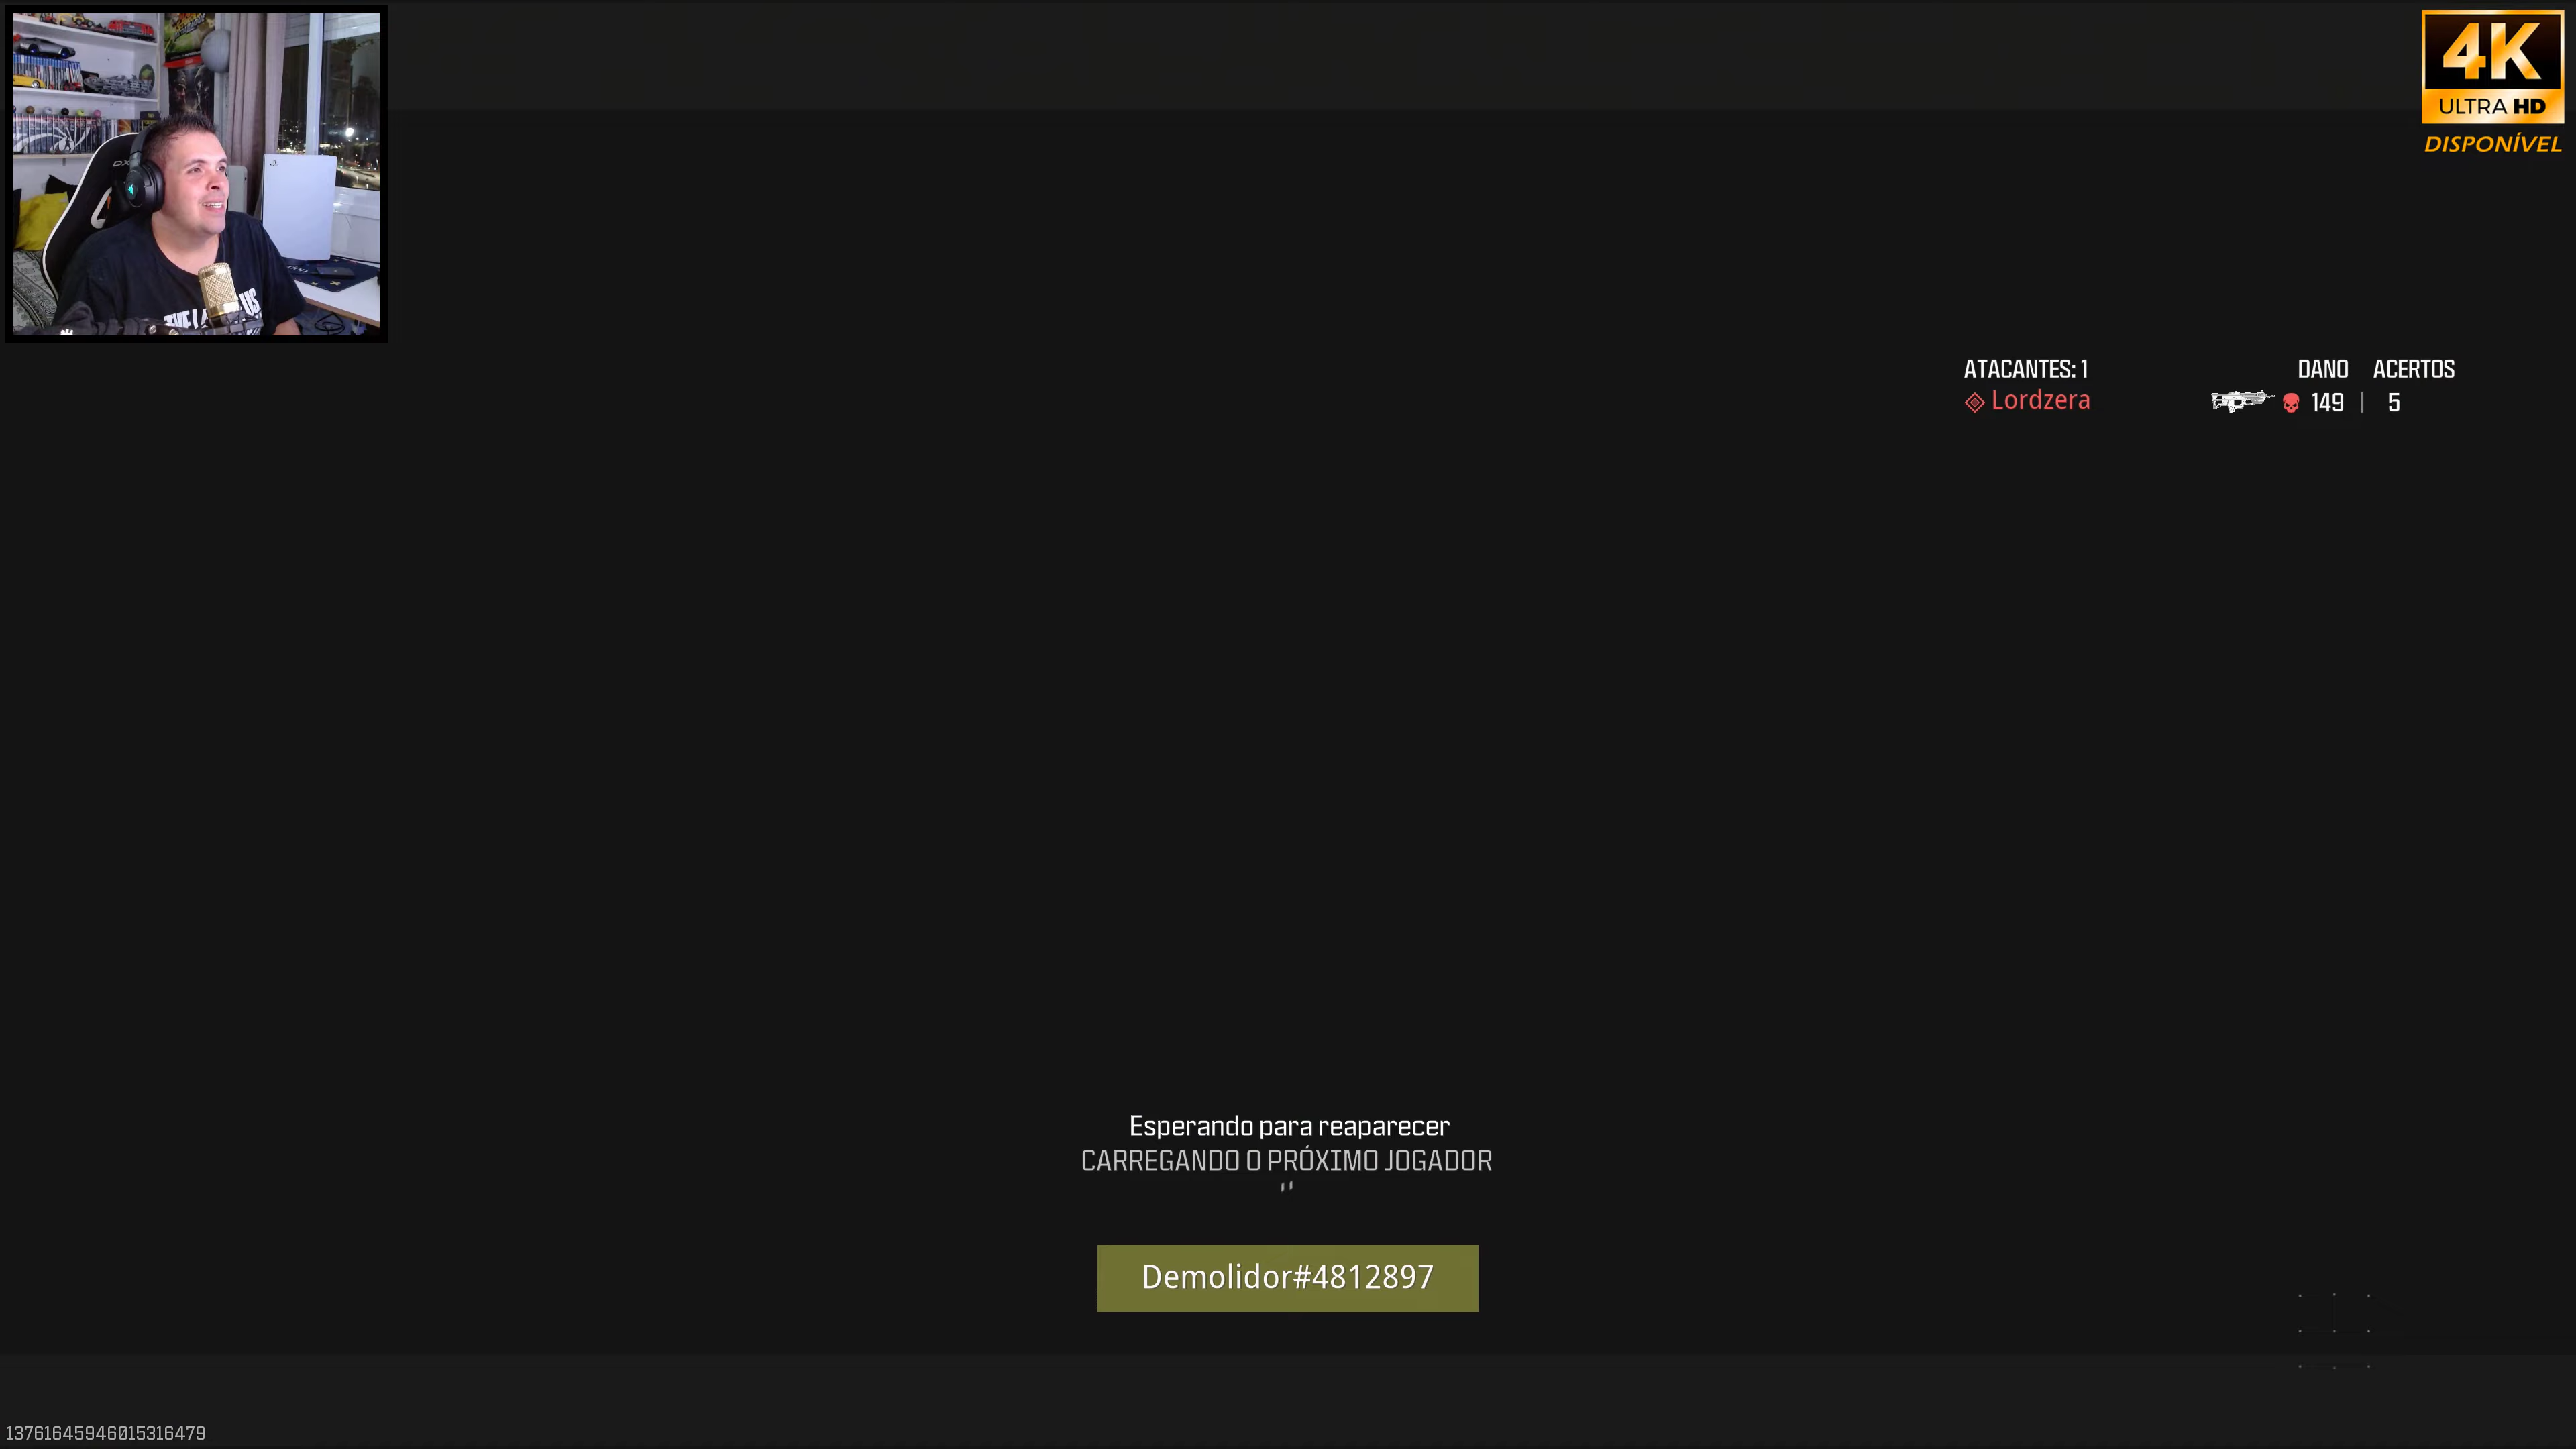 4K
ULTRA HD
DISPONÍVEL
ATACANTES: 1 DANO ACERTOS
Lordzera 149 | 5
Esperando para reaparecer
CARREGANDO O PRÓXIMO JOGADOR
Demolidor#4812897
13761645946015316479